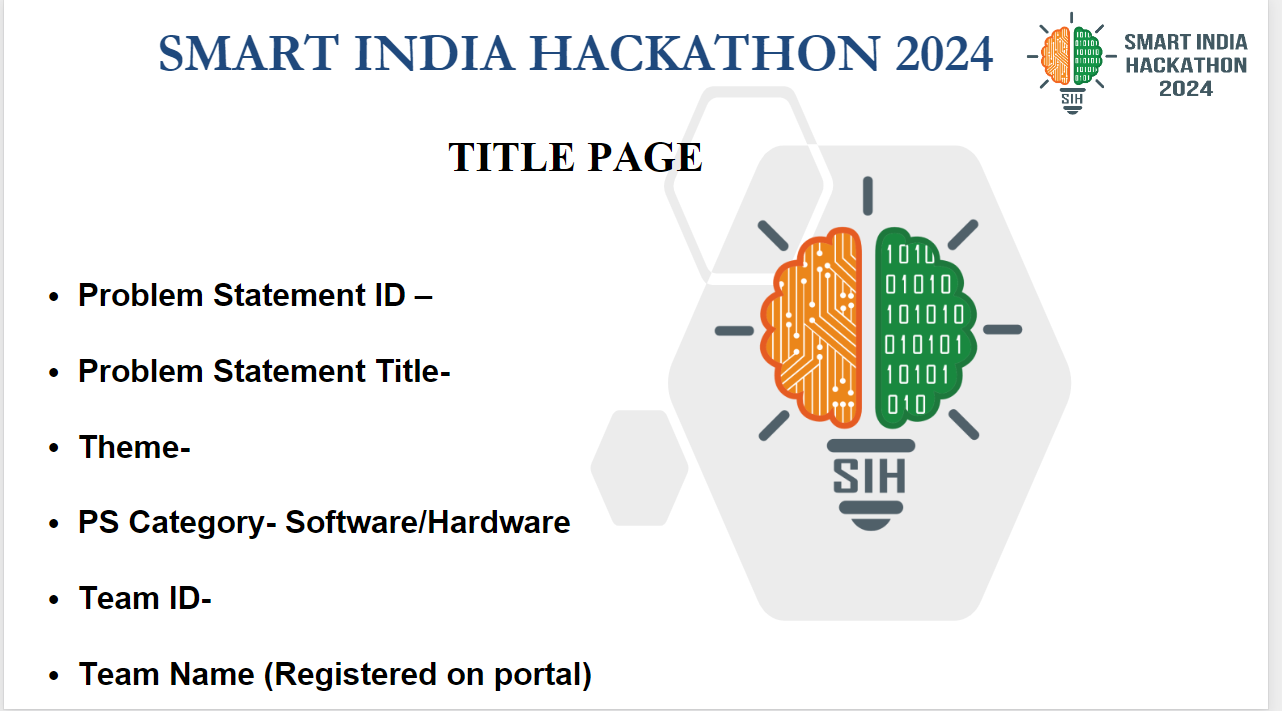 SMART INDIA HACKATHON 2024
SMART INDIA
HACKATHON
2024
SIH
TITLE PAGE
• Problem Statement ID –
• Problem Statement Title-
• Theme-
• PS Category- Software/Hardware
• Team ID-
• Team Name (Registered on portal)
1010
01010
101010
010101
10101
010
SIH